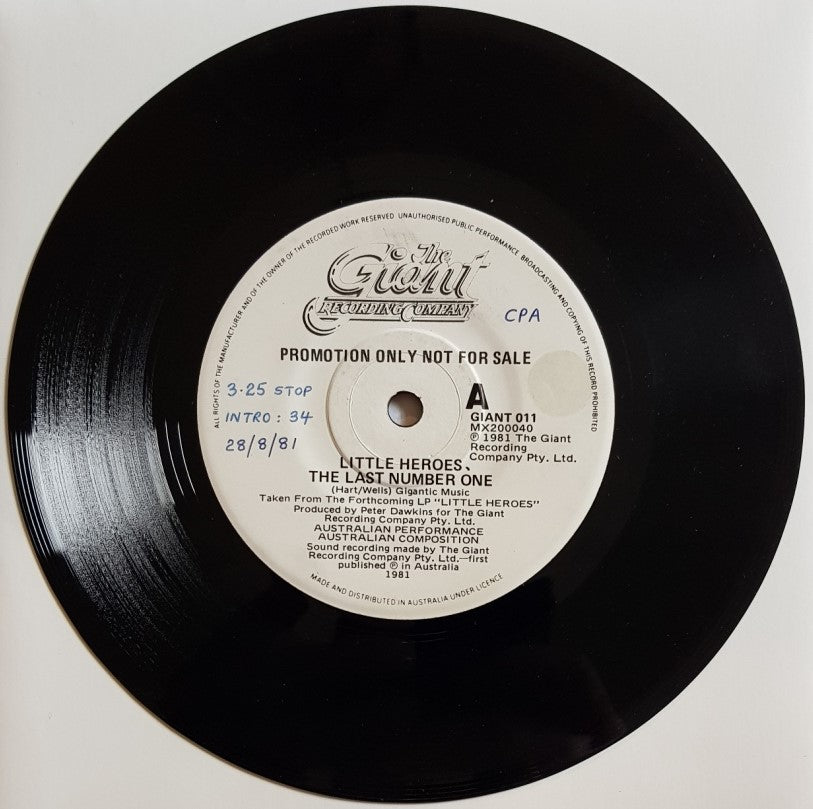 ALL RIGHTS OF THE MANUFACTURER AND OF THE OWNER OF THE RECORDED WORK RESERVED UNAUTHORISED PUBLIC PERFORMANCE BROADCASTING AND COPYING OF THIS RECORD PROHIBITED
The
Giant
RECORDING COMPANY
CPA
PROMOTION ONLY NOT FOR SALE
3·25 STOP
INTRO : 34
28/8/81
A
GIANT 011
MX200040
℗ 1981 The Giant
Recording
Company Pty. Ltd.
LITTLE HEROES
THE LAST NUMBER ONE
(Hart/Wells) Gigantic Music
Taken From The Forthcoming LP "LITTLE HEROES"
Produced by Peter Dawkins for The Giant
Recording Company Pty. Ltd.
AUSTRALIAN PERFORMANCE
AUSTRALIAN COMPOSITION
Sound recording made by The Giant
Recording Company Pty. Ltd.—first
published ℗ in Australia
1981
MADE AND DISTRIBUTED IN AUSTRALIA UNDER LICENCE